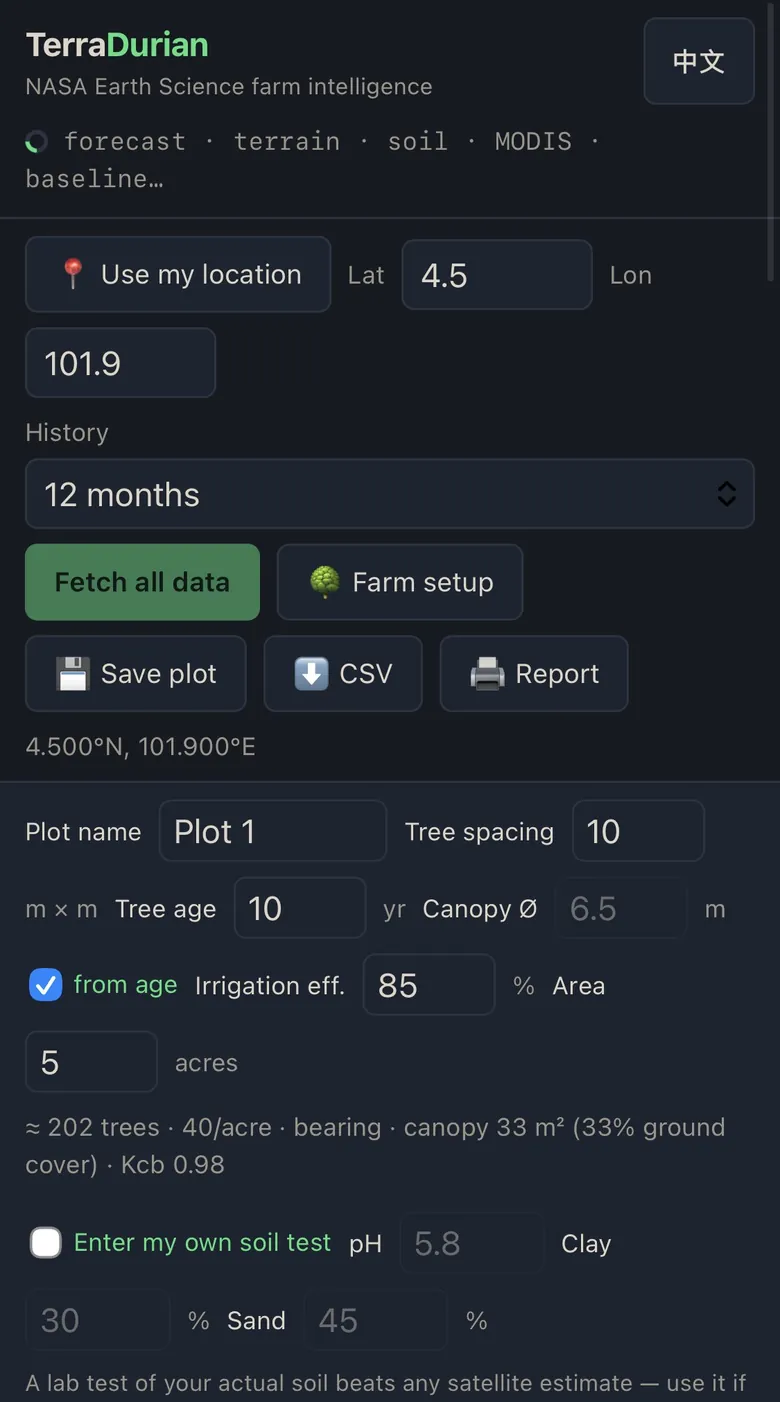 TerraDurian
中文
NASA Earth Science farm intelligence
forecast · terrain · soil · MODIS ·
baseline…
Use my location Lat 4.5 Lon
101.9
History
12 months
Fetch all data Farm setup
Save plot CSV Report
4.500°N, 101.900°E
Plot name Plot 1 Tree spacing 10
m × m Tree age 10 yr Canopy Ø 6.5 m
from age Irrigation eff. 85 % Area
5 acres
≈ 202 trees · 40/acre · bearing · canopy 33 m² (33% ground
cover) · Kcb 0.98
Enter my own soil test pH 5.8 Clay
30 % Sand 45 %
A lab test of your actual soil beats any satellite estimate — use it if